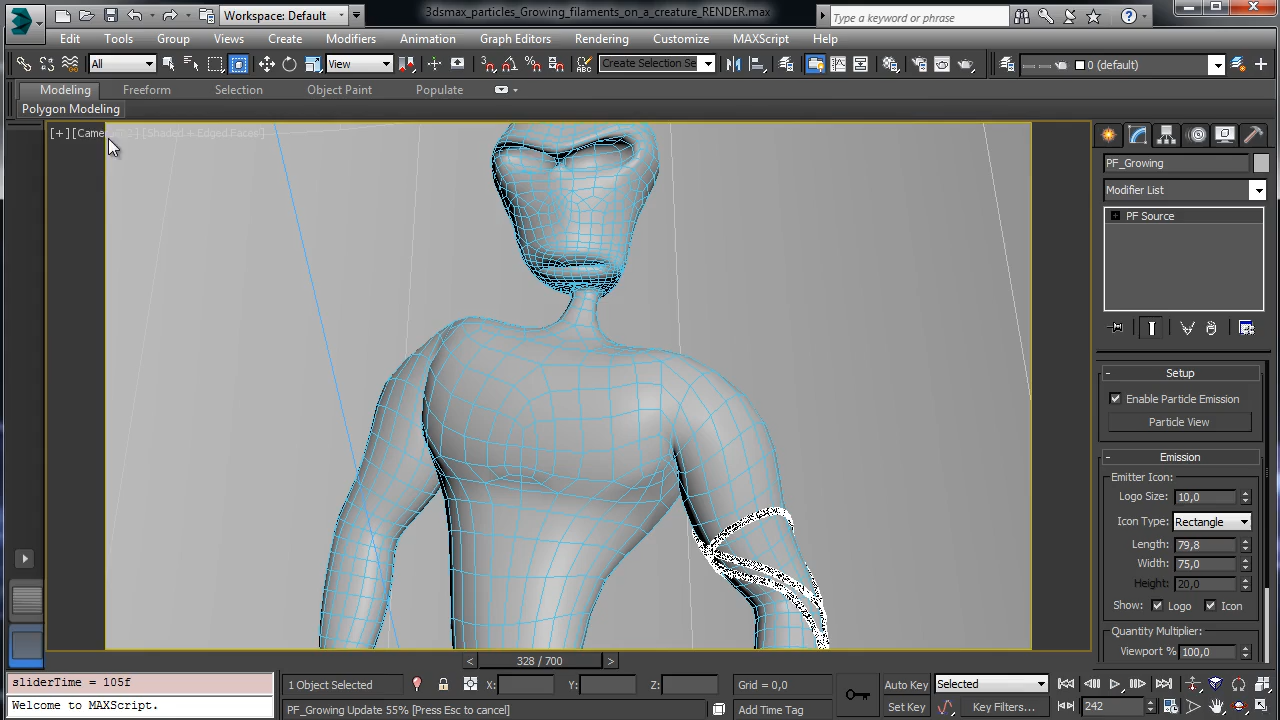 Workspace: Default
3dsmax_particles_Growing_filaments_on_a_creature_RENDER.max
Type a keyword or phrase
Edit Tools Group Views Create Modifiers Animation Graph Editors Rendering Customize MAXScript Help
All View Create Selection Se 0 (default)
Modeling Freeform Selection Object Paint Populate
Polygon Modeling
[+] [Camera [Shaded + Edged Faces]
PF_Growing
Modifier List
PF Source
Setup
Enable Particle Emission
Particle View
Emission
Emitter Icon:
Logo Size: 10,0
Icon Type: Rectangle
Length: 79,8
Width: 75,0
Height: 20,0
Show: Logo Icon
Quantity Multiplier:
Viewport % 100,0
< 328 / 700 >
sliderTime = 105f
1 Object Selected X: Y: Z: Grid = 0,0 Auto Key Selected
Welcome to MAXScript.
PF_Growing Update 55% [Press Esc to cancel] Add Time Tag Set Key Key Filters... 242